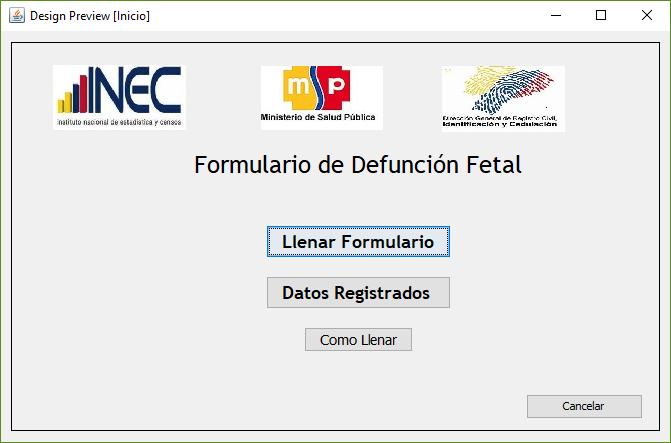 Design Preview [Inicio]
INEC
instituto nacional de estadística y censos
msp
Ministerio de Salud Pública
Dirección General de Registro Civil,
Identificación y Cedulación
Formulario de Defunción Fetal
Llenar Formulario
Datos Registrados
Como Llenar
Cancelar